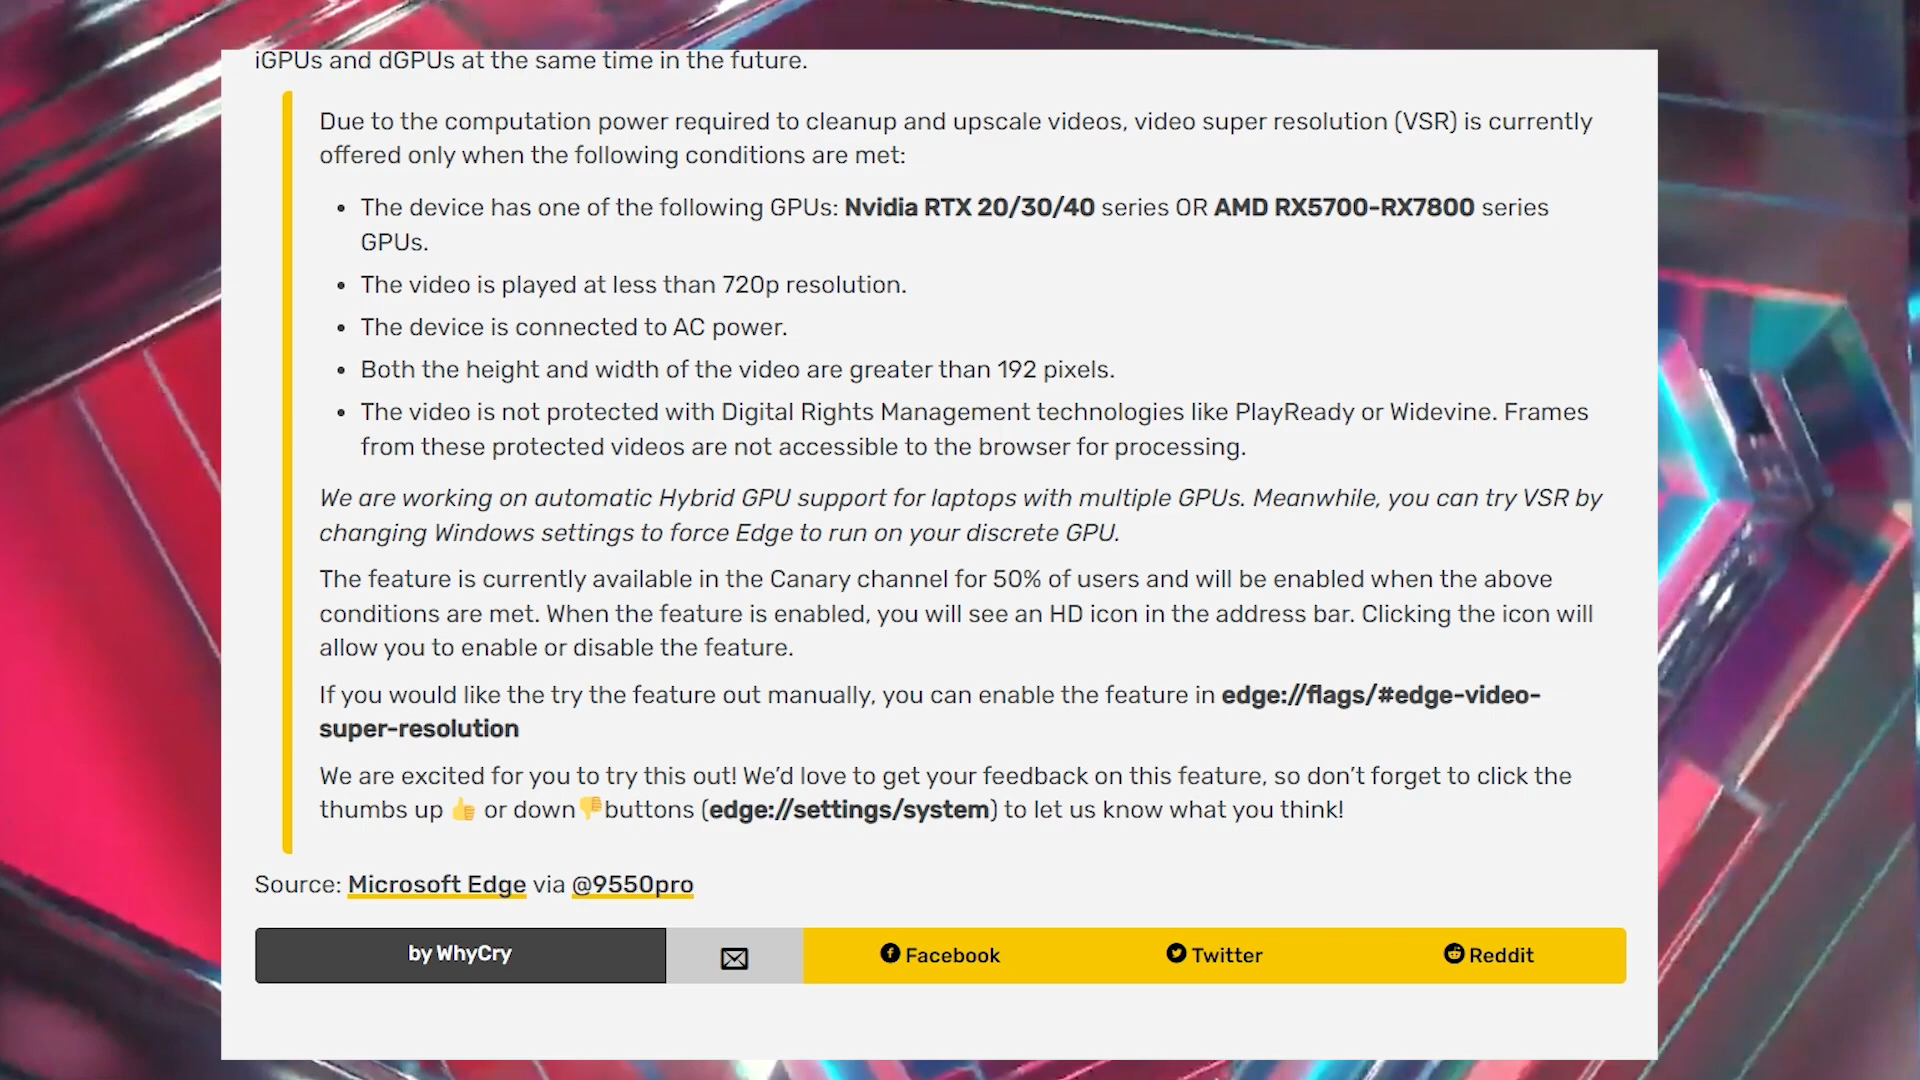 iGPUs and dGPUs at the same time in the future.
Due to the computation power required to cleanup and upscale videos, video super resolution (VSR) is currently
offered only when the following conditions are met:
• The device has one of the following GPUs: Nvidia RTX 20/30/40 series OR AMD RX5700-RX7800 series
GPUs.
• The video is played at less than 720p resolution.
• The device is connected to AC power.
• Both the height and width of the video are greater than 192 pixels.
• The video is not protected with Digital Rights Management technologies like PlayReady or Widevine. Frames
from these protected videos are not accessible to the browser for processing.
We are working on automatic Hybrid GPU support for laptops with multiple GPUs. Meanwhile, you can try VSR by
changing Windows settings to force Edge to run on your discrete GPU.
The feature is currently available in the Canary channel for 50% of users and will be enabled when the above
conditions are met. When the feature is enabled, you will see an HD icon in the address bar. Clicking the icon will
allow you to enable or disable the feature.
If you would like the try the feature out manually, you can enable the feature in edge://flags/#edge-video-
super-resolution
We are excited for you to try this out! We’d love to get your feedback on this feature, so don’t forget to click the
thumbs up 👍 or down👎buttons (edge://settings/system) to let us know what you think!
Source: Microsoft Edge via @9550pro
by WhyCry Facebook Twitter Reddit